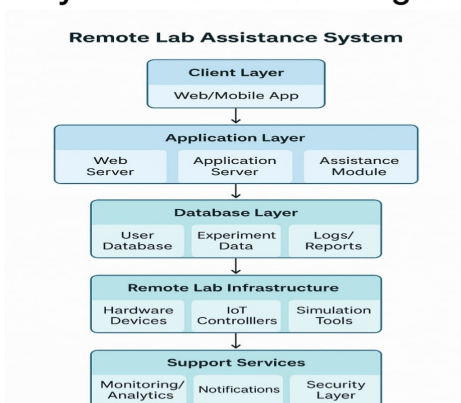 Remote Lab Assistance System
Client Layer
Web/Mobile App
Application Layer
Web
Server
Application
Server
Assistance
Module
Database Layer
User
Database
Experiment
Data
Logs/
Reports
Remote Lab Infrastructure
Hardware
Devices
IoT
Controlllers
Simulation
Tools
Support Services
Monitoring/
Analytics
Notifications
Security
Layer